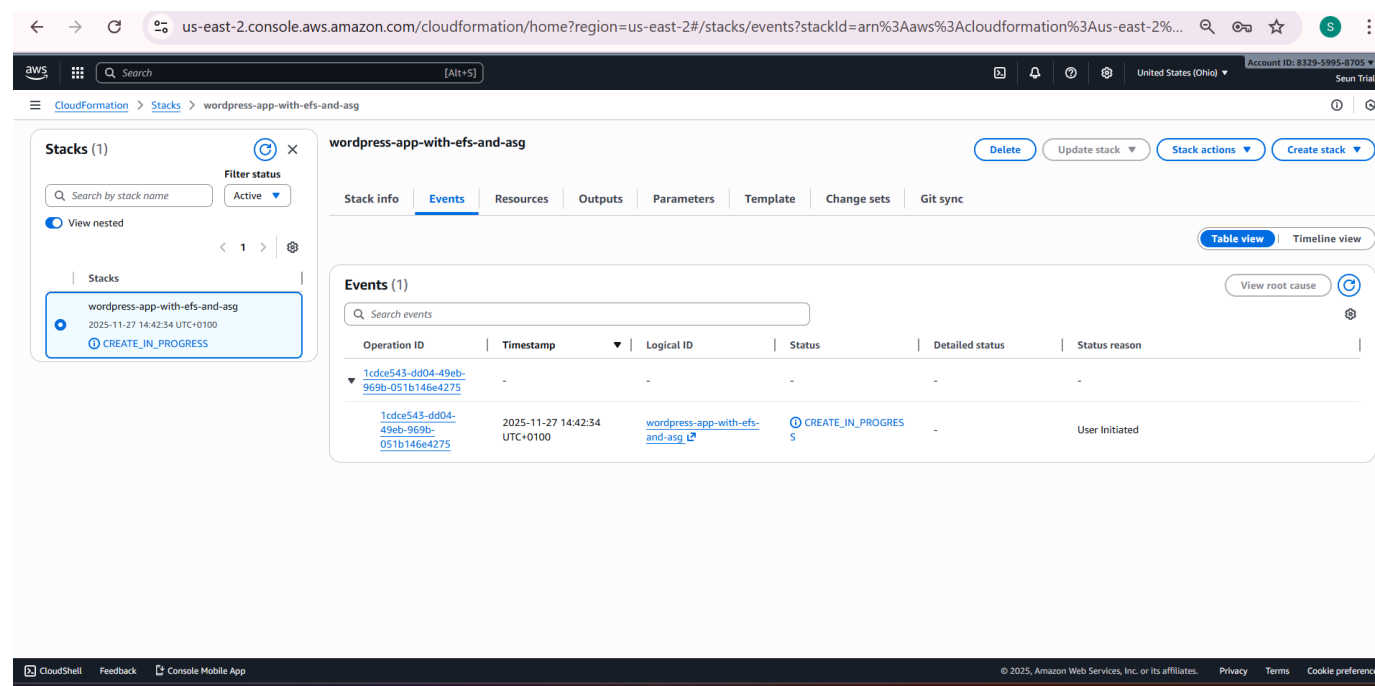 us-east-2.console.aws.amazon.com/cloudformation/home?region=us-east-2#/stacks/events?stackId=arn%3Aaws%3Acloudformation%3Aus-east-2%...
S
aws
Search
[Alt+S]
United States (Ohio)
Account ID: 8329-5995-8705
Seun Trial
CloudFormation > Stacks > wordpress-app-with-efs-and-asg
Stacks (1)
Filter status
Search by stack name
Active
View nested
< 1 >
Stacks
wordpress-app-with-efs-and-asg
2025-11-27 14:42:34 UTC+0100
CREATE_IN_PROGRESS
wordpress-app-with-efs-and-asg
Delete Update stack Stack actions Create stack
Stack info Events Resources Outputs Parameters Template Change sets Git sync
Table view Timeline view
Events (1)
View root cause
Search events
Operation ID Timestamp Logical ID Status Detailed status Status reason
1cdce543-dd04-49eb-
969b-051b146e4275
- - - - -
1cdce543-dd04-
49eb-969b-
051b146e4275
2025-11-27 14:42:34
UTC+0100
wordpress-app-with-efs-
and-asg
CREATE_IN_PROGRES
S
-
User Initiated
CloudShell Feedback Console Mobile App
© 2025, Amazon Web Services, Inc. or its affiliates. Privacy Terms Cookie preference